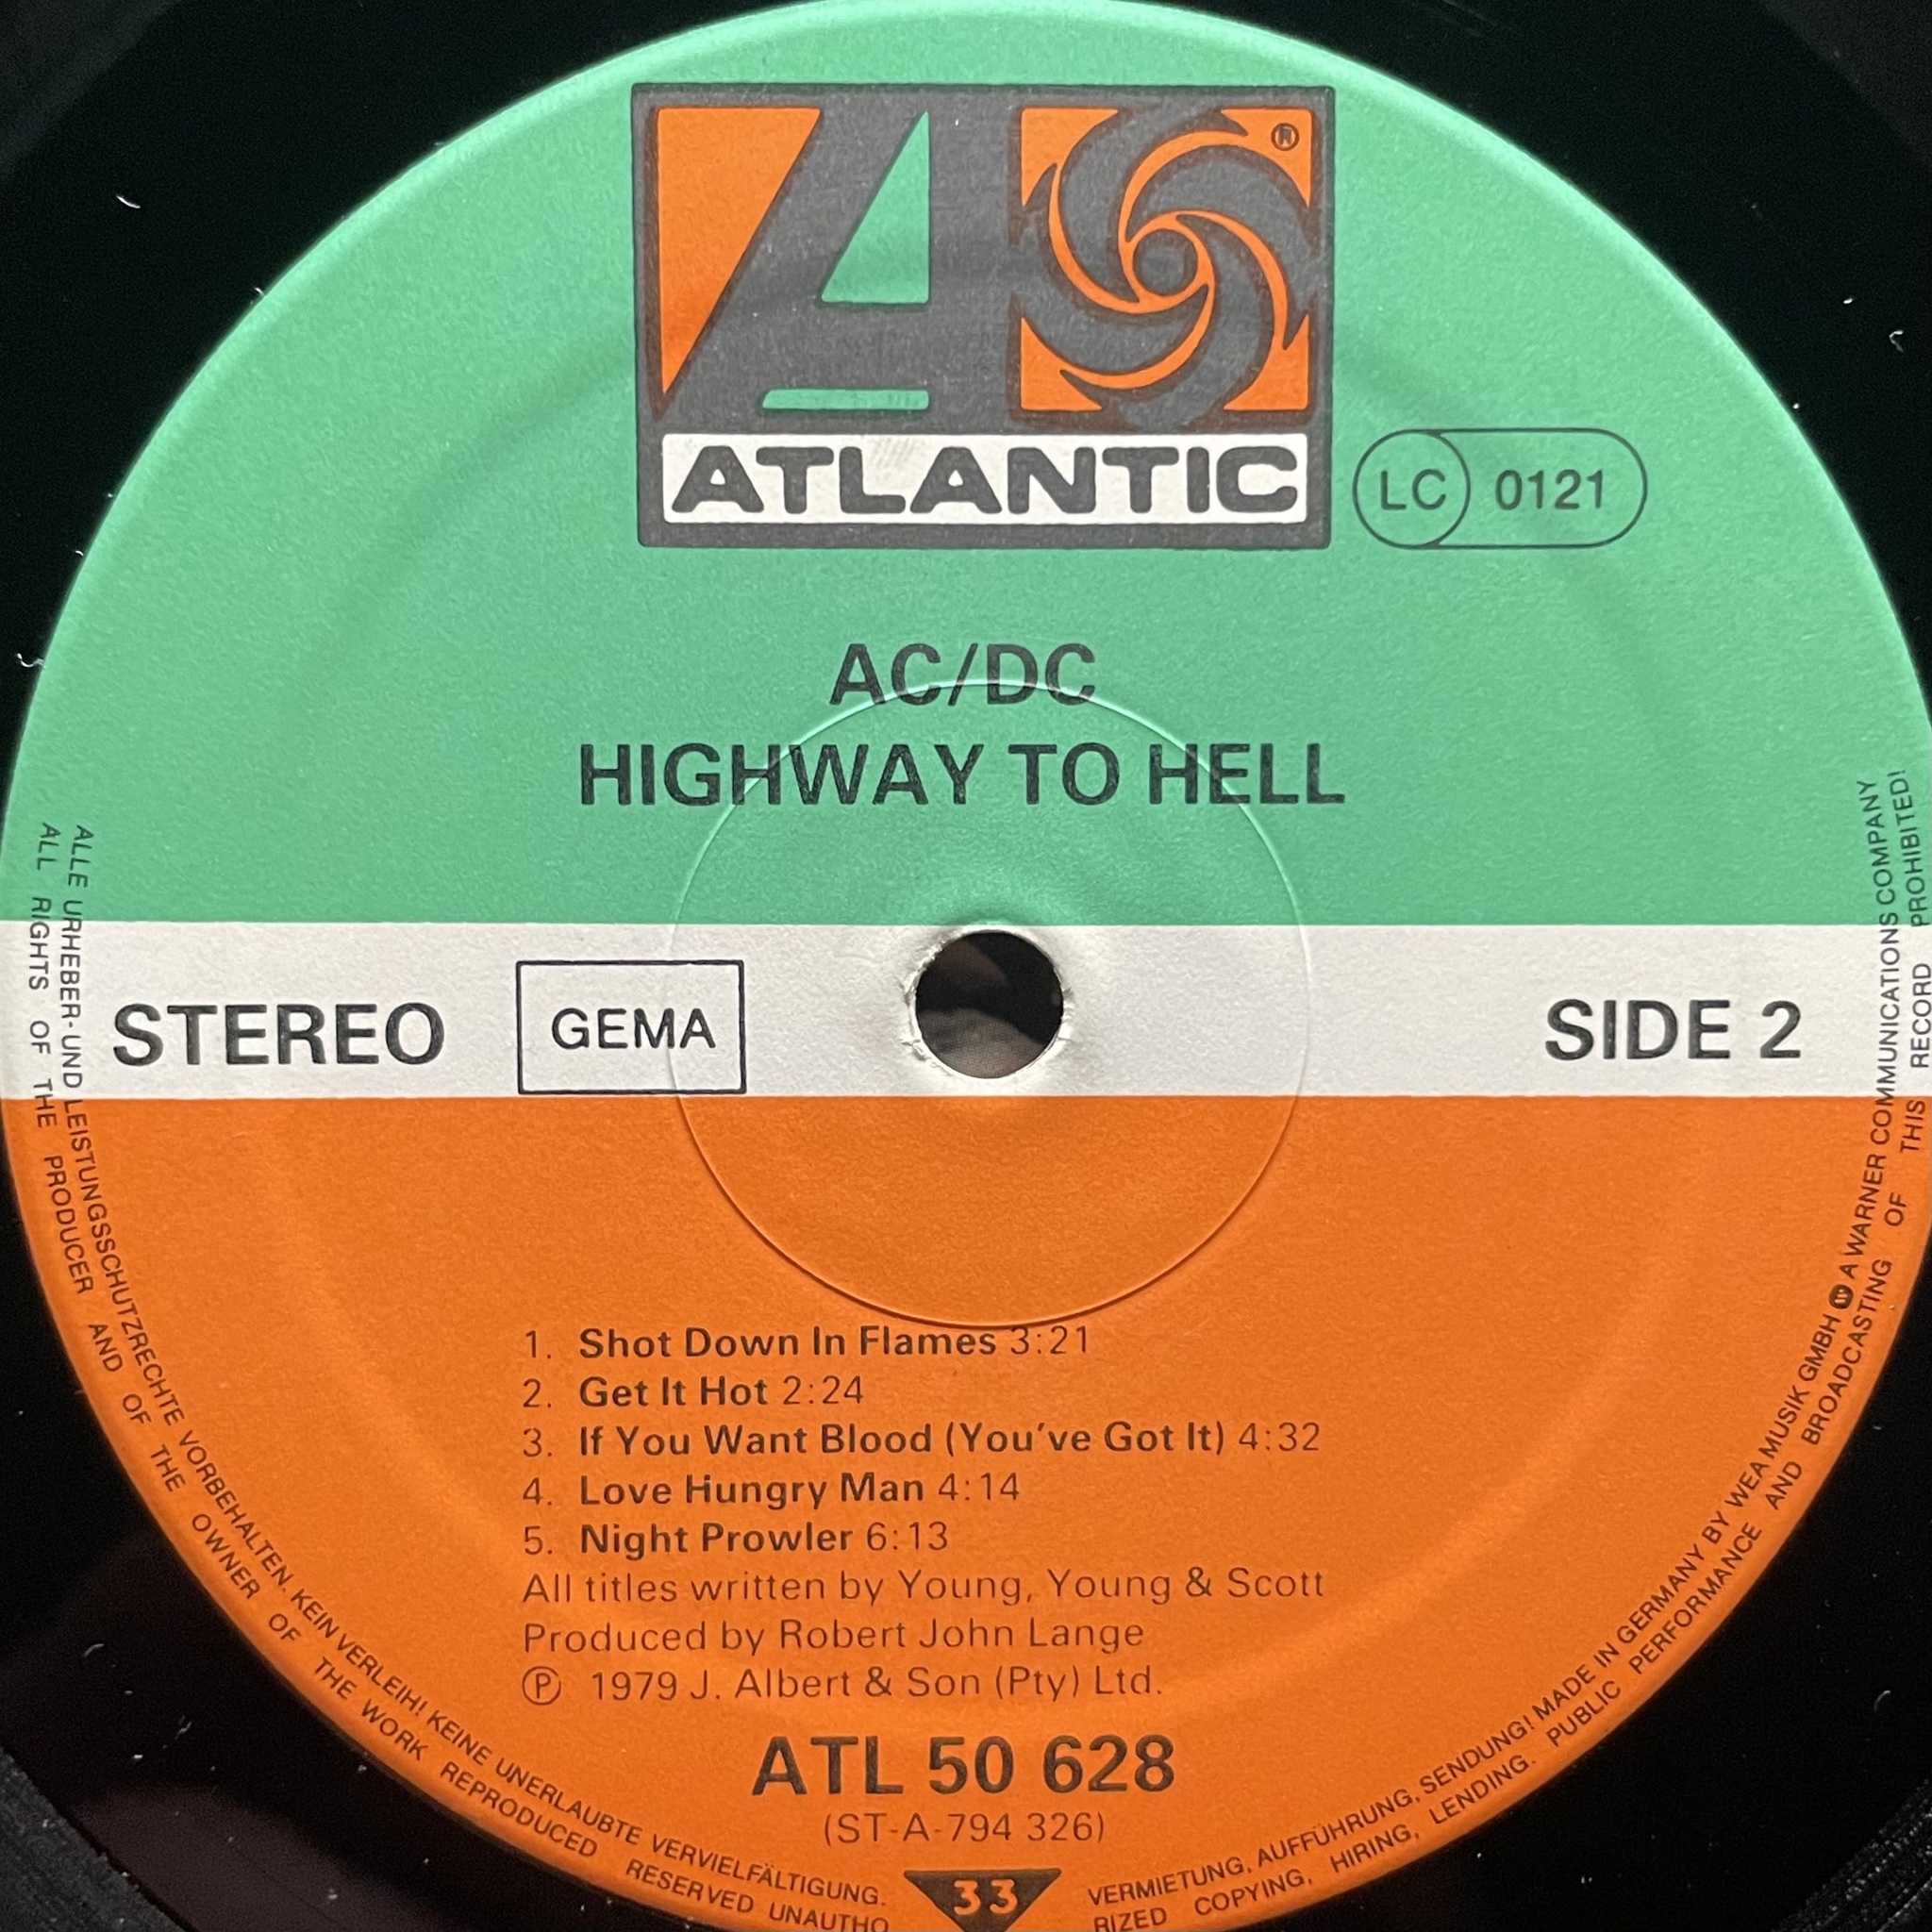 ®
ATLANTIC
LC 0121
AC/DC
HIGHWAY TO HELL
STEREO
GEMA
SIDE 2
1. Shot Down In Flames 3:21
2. Get It Hot 2:24
3. If You Want Blood (You've Got It) 4:32
4. Love Hungry Man 4:14
5. Night Prowler 6:13
All titles written by Young, Young & Scott
Produced by Robert John Lange
℗ 1979 J. Albert & Son (Pty) Ltd.
ATL 50 628
(ST-A-794 326)
33
ALLE URHEBER-UND LEISTUNGSSCHUTZRECHTE VORBEHALTEN. KEIN VERLEIH! KEINE UNERLAUBTE VERVIELFÄLTIGUNG. VERMIETUNG, AUFFÜHRUNG, SENDUNG! MADE IN GERMANY BY WEA MUSIK GMBH A WARNER COMMUNICATIONS COMPANY
ALL RIGHTS OF THE PRODUCER AND OF THE OWNER OF THE WORK REPRODUCED RESERVED UNAUTHO RIZED COPYING, HIRING, LENDING. PUBLIC PERFORMANCE AND BROADCASTING OF THIS RECORD PROHIBITED!